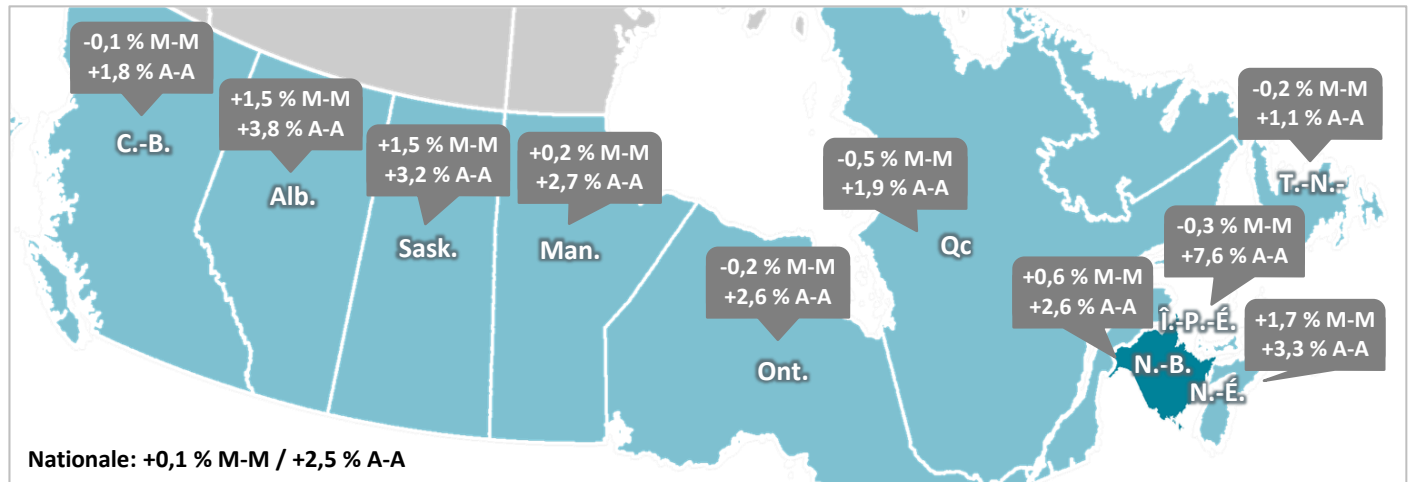 -0,1 % M-M
+1,8 % A-A
C.-B.
+1,5 % M-M
+3,8 % A-A
Alb.
+1,5 % M-M
+3,2 % A-A
Sask.
+0,2 % M-M
+2,7 % A-A
Man.
-0,2 % M-M
+2,6 % A-A
Ont.
-0,5 % M-M
+1,9 % A-A
Qc
-0,2 % M-M
+1,1 % A-A
T.-N.-
-0,3 % M-M
+7,6 % A-A
Î.-P.-É.
+0,6 % M-M
+2,6 % A-A
N.-B.
+1,7 % M-M
+3,3 % A-A
N.-É.
Nationale: +0,1 % M-M / +2,5 % A-A